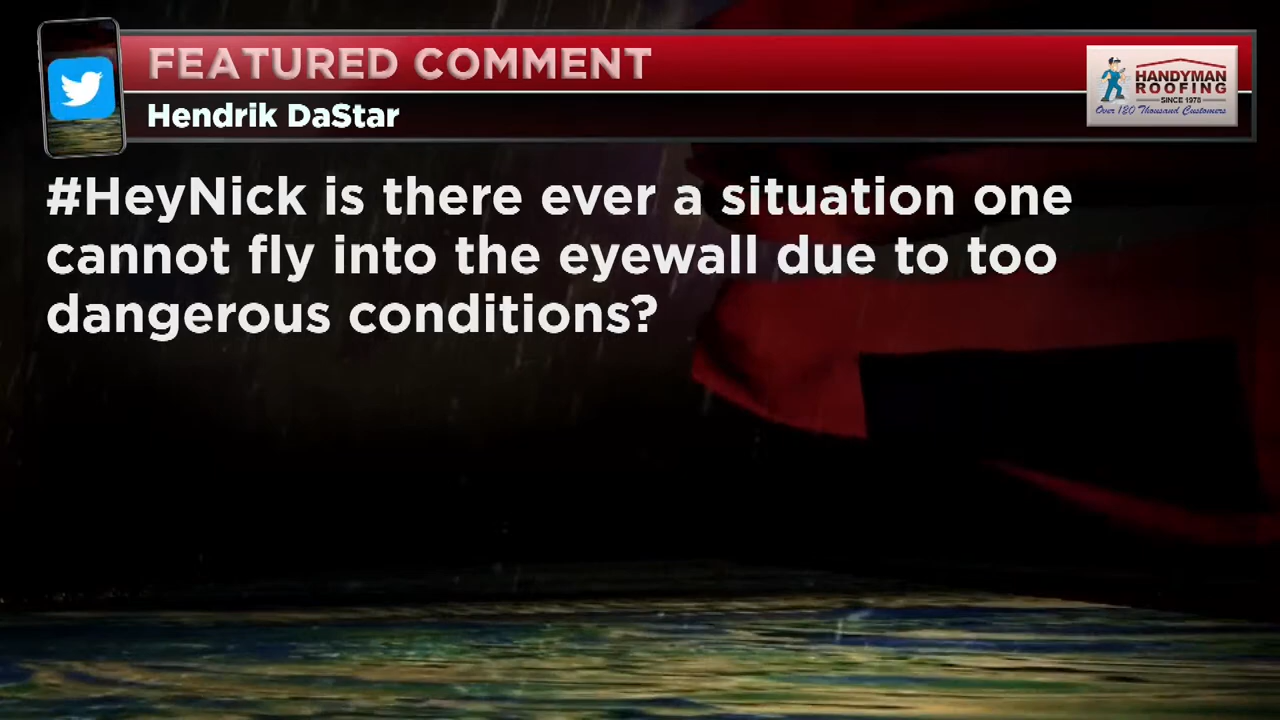 FEATURED COMMENT
HANDYMAN
ROOFING
SINCE 1978
Over 120 Thousand Customers
Hendrik DaStar
#HeyNick is there ever a situation one
cannot fly into the eyewall due to too
dangerous conditions?